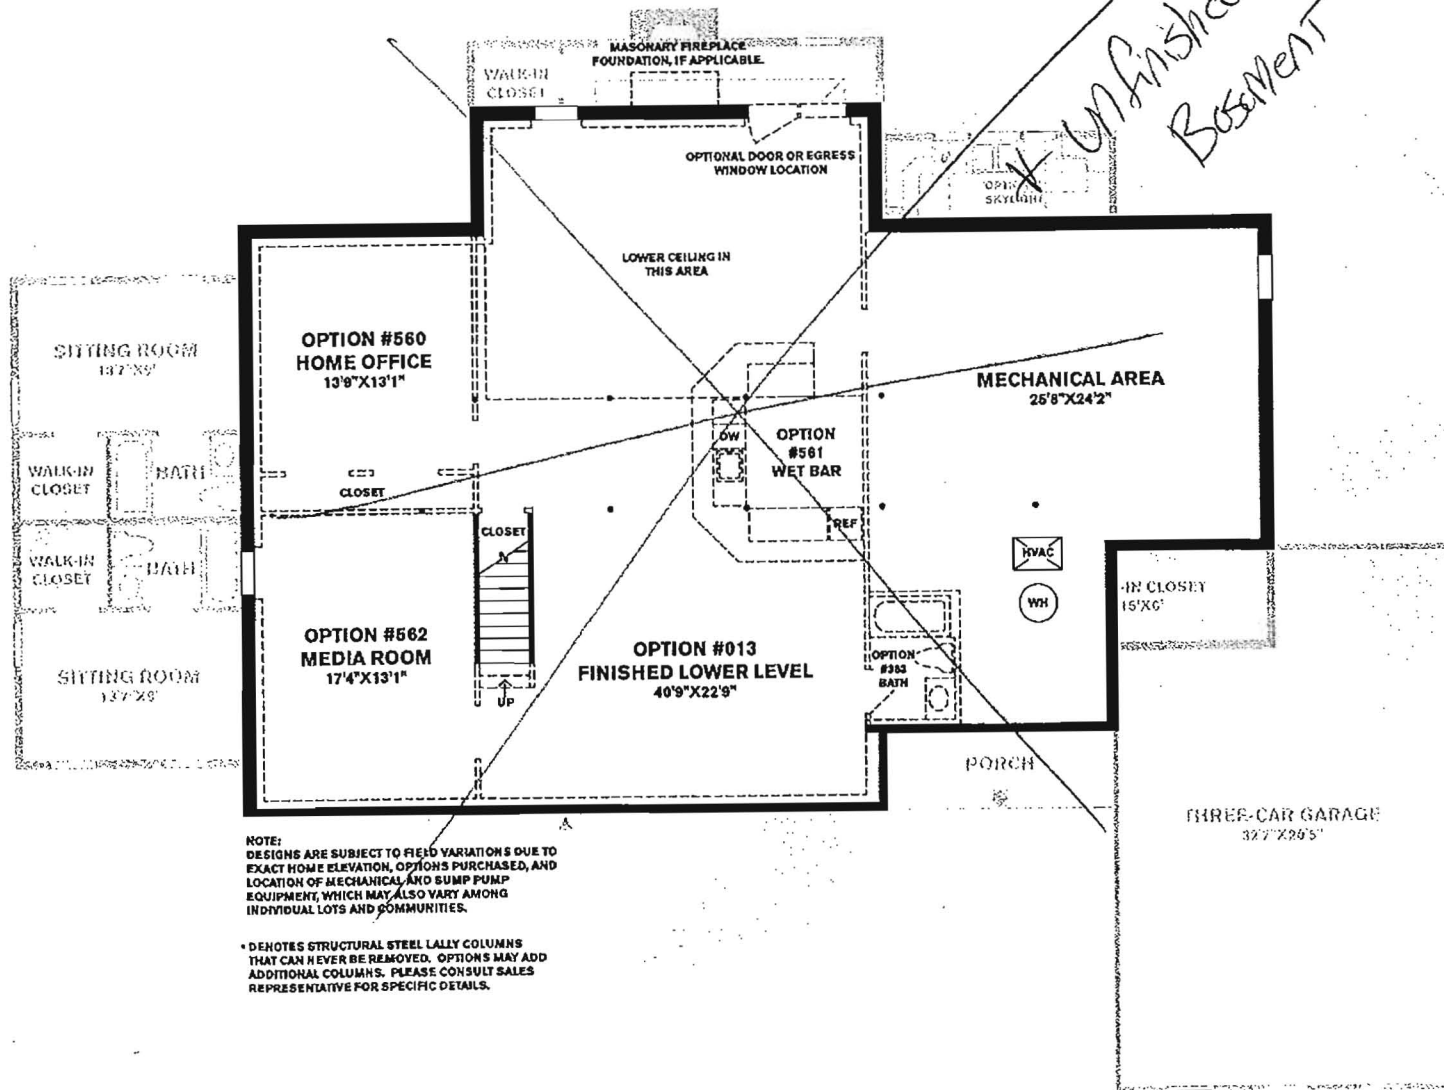 * Unfinished
Basement
MASONARY FIREPLACE
FOUNDATION, IF APPLICABLE.
WALK-IN
CLOSET
OPTIONAL DOOR OR EGRESS
WINDOW LOCATION
SKYLIGHT
LOWER CEILING IN
THIS AREA
OPTION #560
HOME OFFICE
13'9"X13'1"
SITTING ROOM
MECHANICAL AREA
25'8"X24'2"
DW
OPTION
#561
WET BAR
WALK-IN
CLOSET
BATH
CLOSET
REF
CLOSET
HVAC
WALK-IN
CLOSET
BATH
-IN CLOSET
15'X6'
WH
OPTION #562
MEDIA ROOM
17'4"X13'1"
OPTION #013
FINISHED LOWER LEVEL
40'9"X22'9"
OPTION
BATH
SITTING ROOM
UP
PORCH
THREE-CAR GARAGE
NOTE:
DESIGNS ARE SUBJECT TO FIELD VARIATIONS DUE TO
EXACT HOME ELEVATION, OPTIONS PURCHASED, AND
LOCATION OF MECHANICAL AND SUMP PUMP
EQUIPMENT, WHICH MAY ALSO VARY AMONG
INDIVIDUAL LOTS AND COMMUNITIES.
• DENOTES STRUCTURAL STEEL LALLY COLUMNS
THAT CAN NEVER BE REMOVED. OPTIONS MAY ADD
ADDITIONAL COLUMNS. PLEASE CONSULT SALES
REPRESENTATIVE FOR SPECIFIC DETAILS.